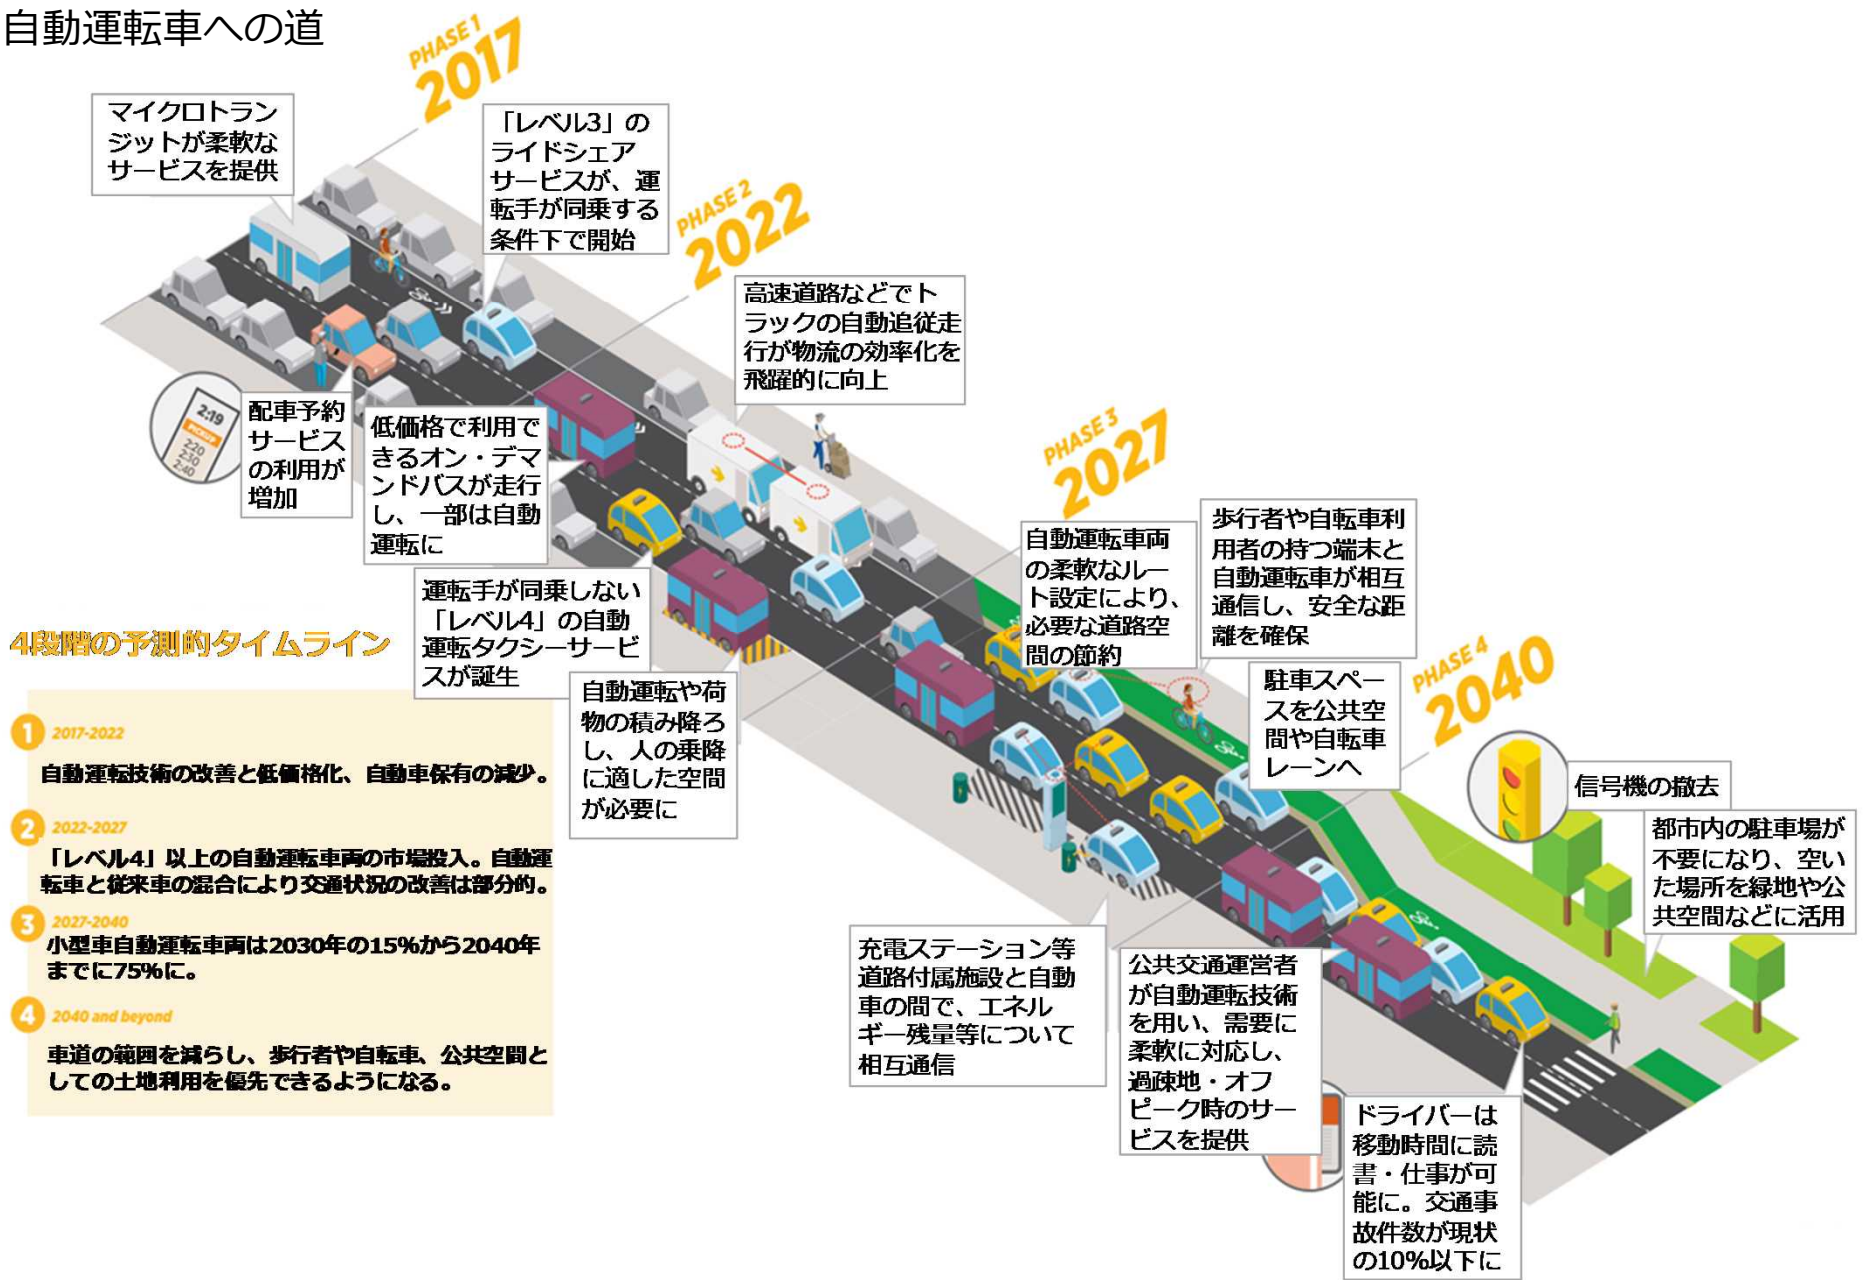 自動運転車への道
PHASE 1
2017
マイクロトラン
ジットが柔軟な
サービスを提供
「レベル3」の
ライドシェア
サービスが、運
転手が同乗する
条件下で開始
PHASE 2
2022
高速道路などでト
ラックの自動追従走
行が物流の効率化を
飛躍的に向上
2:19
PICKUP
2:20
2:30
2:40
配車予約
サービス
の利用が
増加
低価格で利用で
きるオン・デマ
ンドバスが走行
し、一部は自動
運転に
運転手が同乗しない
「レベル4」の自動
運転タクシーサービ
スが誕生
自動運転や荷
物の積み降ろ
し、人の乗降
に適した空間
が必要に
PHASE 3
2027
自動運転車両
の柔軟なルー
ト設定により、
必要な道路空
間の節約
歩行者や自転車利
用者の持つ端末と
自動運転車が相互
通信し、安全な距
離を確保
駐車スペー
スを公共空
間や自転車
レーンへ
PHASE 4
2040
信号機の撤去
都市内の駐車場が
不要になり、空い
た場所を緑地や公
共空間などに活用
充電ステーション等
道路付属施設と自動
車の間で、エネル
ギー残量等について
相互通信
公共交通運営者
が自動運転技術
を用い、需要に
柔軟に対応し、
過疎地・オフ
ピーク時のサー
ビスを提供
ドライバーは
移動時間に読
書・仕事が可
能に。交通事
故件数が現状
の10%以下に
4段階の予測的タイムライン
1 2017-2022
自動運転技術の改善と低価格化、自動車保有の減少。
2 2022-2027
「レベル4」以上の自動運転車両の市場投入。自動運
転車と従来車の混合により交通状況の改善は部分的。
3 2027-2040
小型車自動運転車両は2030年の15%から2040年
までに75%に。
4 2040 and beyond
車道の範囲を減らし、歩行者や自転車、公共空間と
しての土地利用を優先できるようになる。